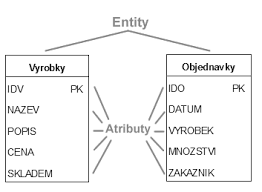 Entity
Vyrobky
IDV PK
NAZEV
POPIS
CENA
SKLADEM
Atributy
Objednavky
IDO PK
DATUM
VYROBEK
MNOZSTVI
ZAKAZNIK